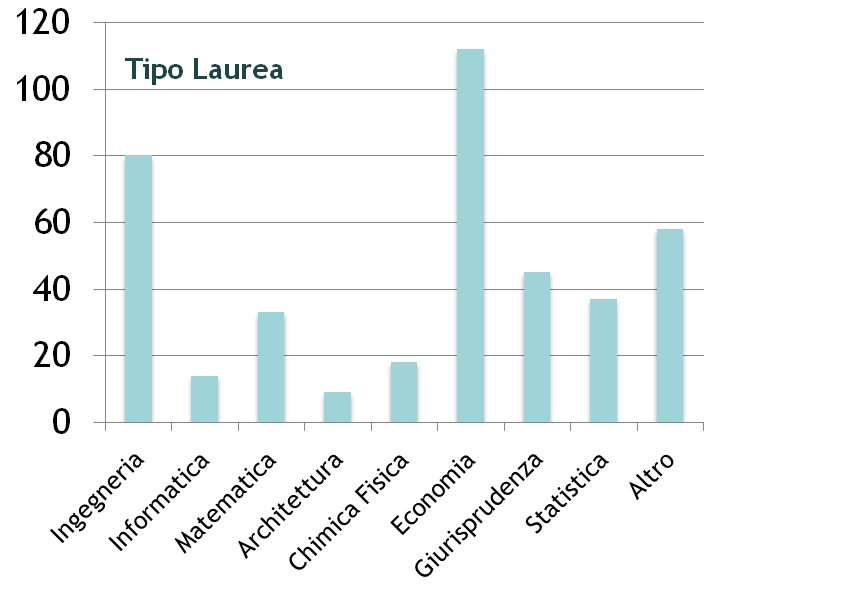 Tipo Laurea
120
100
80
60
40
20
0
Ingegneria
Informatica
Matematica
Architettura
Chimica Fisica
Economia
Giurisprudenza
Statistica
Altro